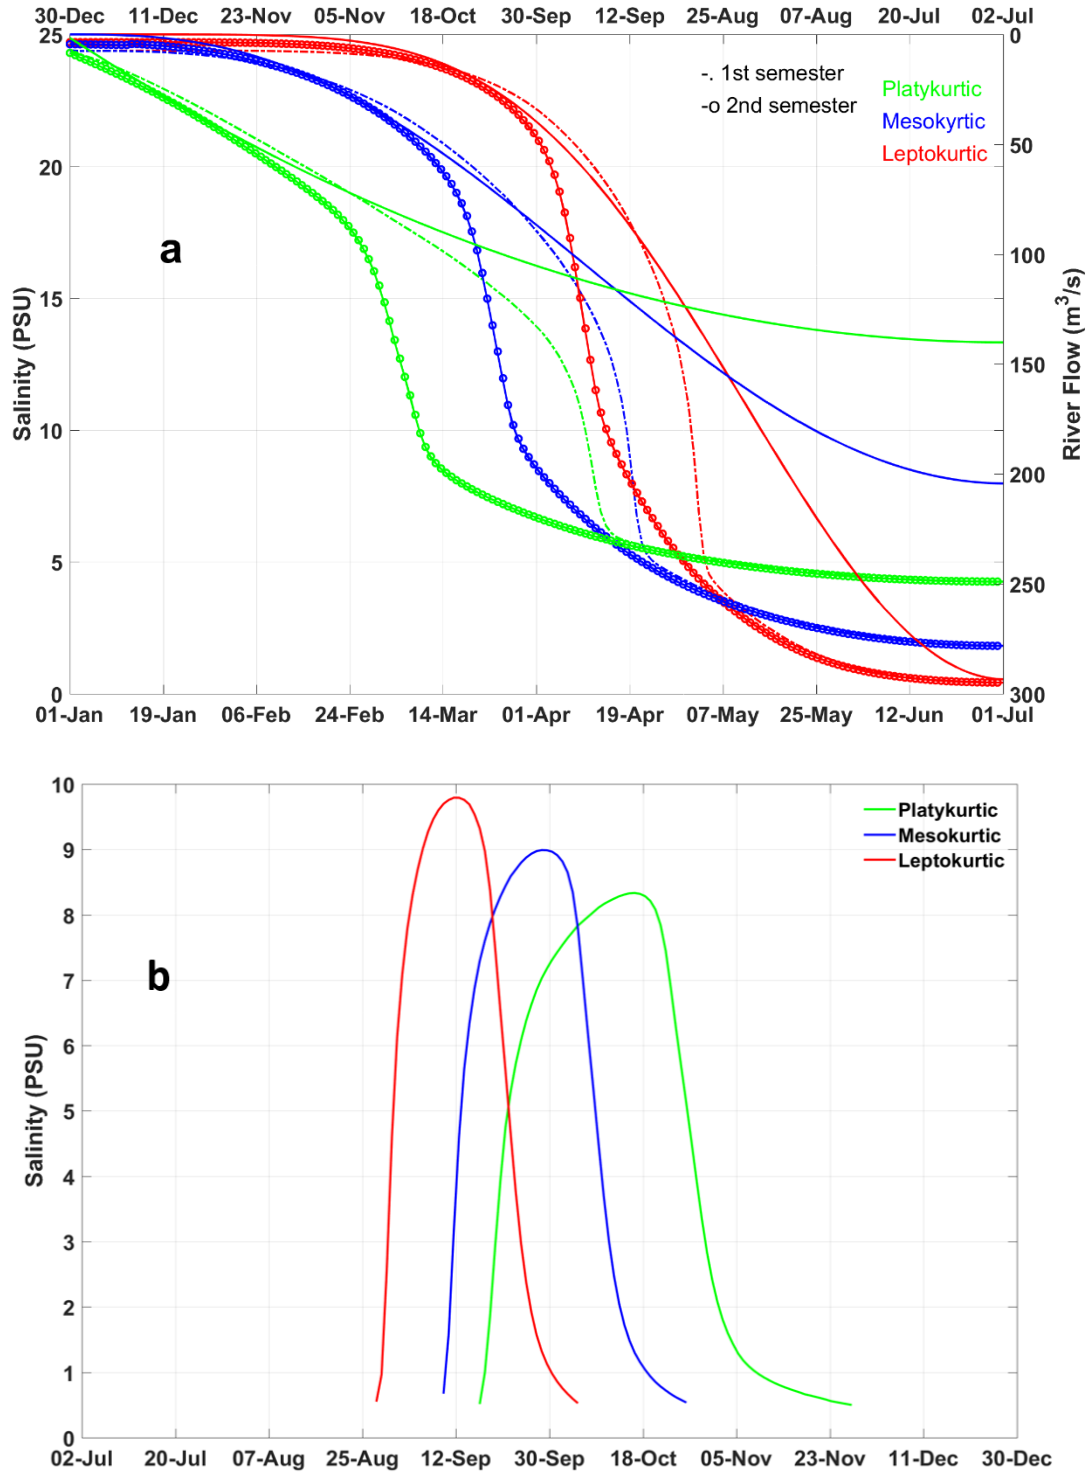 30-Dec 11-Dec 23-Nov 05-Nov 18-Oct 30-Sep 12-Sep 25-Aug 07-Aug 20-Jul 02-Jul
25
20
15
10
5
0
Salinity (PSU)
0
50
100
150
200
250
300
River Flow (m³/s)
-. 1st semester
-o 2nd semester
Platykurtic
Mesokyrtic
Leptokurtic
a
01-Jan 19-Jan 06-Feb 24-Feb 14-Mar 01-Apr 19-Apr 07-May 25-May 12-Jun 01-Jul
10
9
8
7
6
5
4
3
2
1
0
Salinity (PSU)
Platykurtic
Mesokurtic
Leptokurtic
b
02-Jul 20-Jul 07-Aug 25-Aug 12-Sep 30-Sep 18-Oct 05-Nov 23-Nov 11-Dec 30-Dec